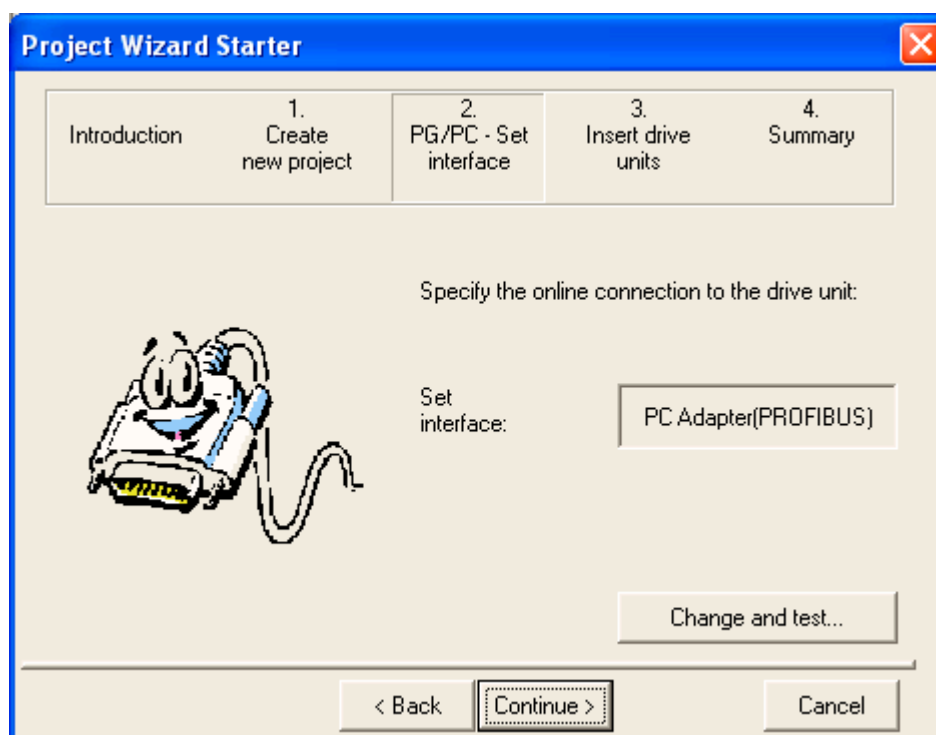 Project Wizard Starter
Introduction
1.
Create
new project
2.
PG/PC - Set
interface
3.
Insert drive
units
4.
Summary
Specify the online connection to the drive unit:
Set
interface:
PC Adapter(PROFIBUS)
Change and test...
< Back
Continue >
Cancel